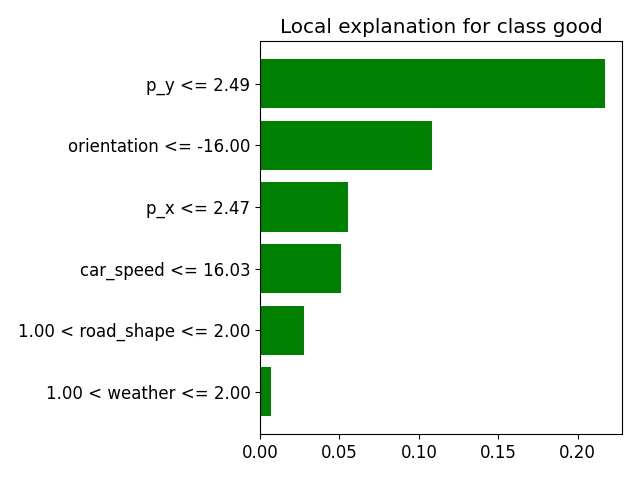 Local explanation for class good
p_y <= 2.49
orientation <= -16.00
p_x <= 2.47
car_speed <= 16.03
1.00 < road_shape <= 2.00
1.00 < weather <= 2.00
0.00 0.05 0.10 0.15 0.20